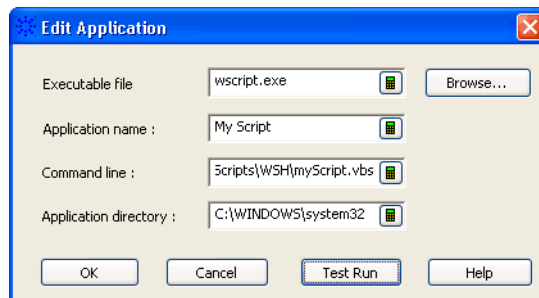 Edit Application
Executable file wscript.exe Browse...
Application name : My Script
Command line : Scripts\WSH\myScript.vbs
Application directory : C:\WINDOWS\system32
OK Cancel Test Run Help